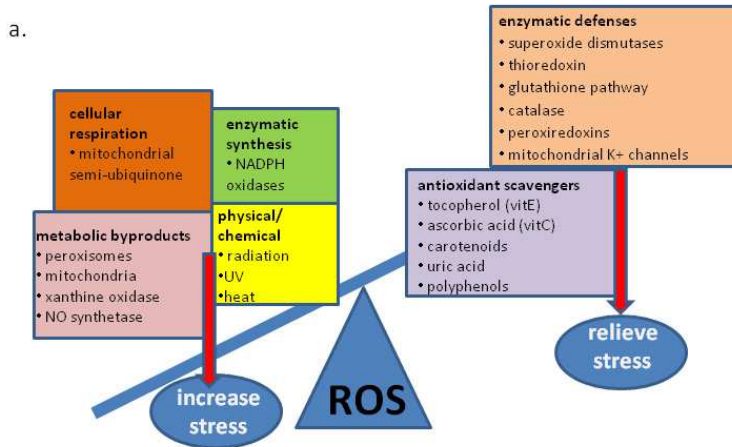 a.
cellular
respiration
• mitochondrial
semi-ubiquinone
enzymatic
synthesis
• NADPH
oxidases
metabolic byproducts
• peroxisomes
• mitochondria
• xanthine oxidase
• NO synthetase
physical/
chemical
• radiation
•UV
•heat
increase
stress
ROS
enzymatic defenses
• superoxide dismutases
• thioredoxin
• glutathione pathway
• catalase
• peroxiredoxins
• mitochondrial K+ channels
antioxidant scavengers
• tocopherol (vitE)
• ascorbic acid (vitC)
• carotenoids
• uric acid
• polyphenols
relieve
stress